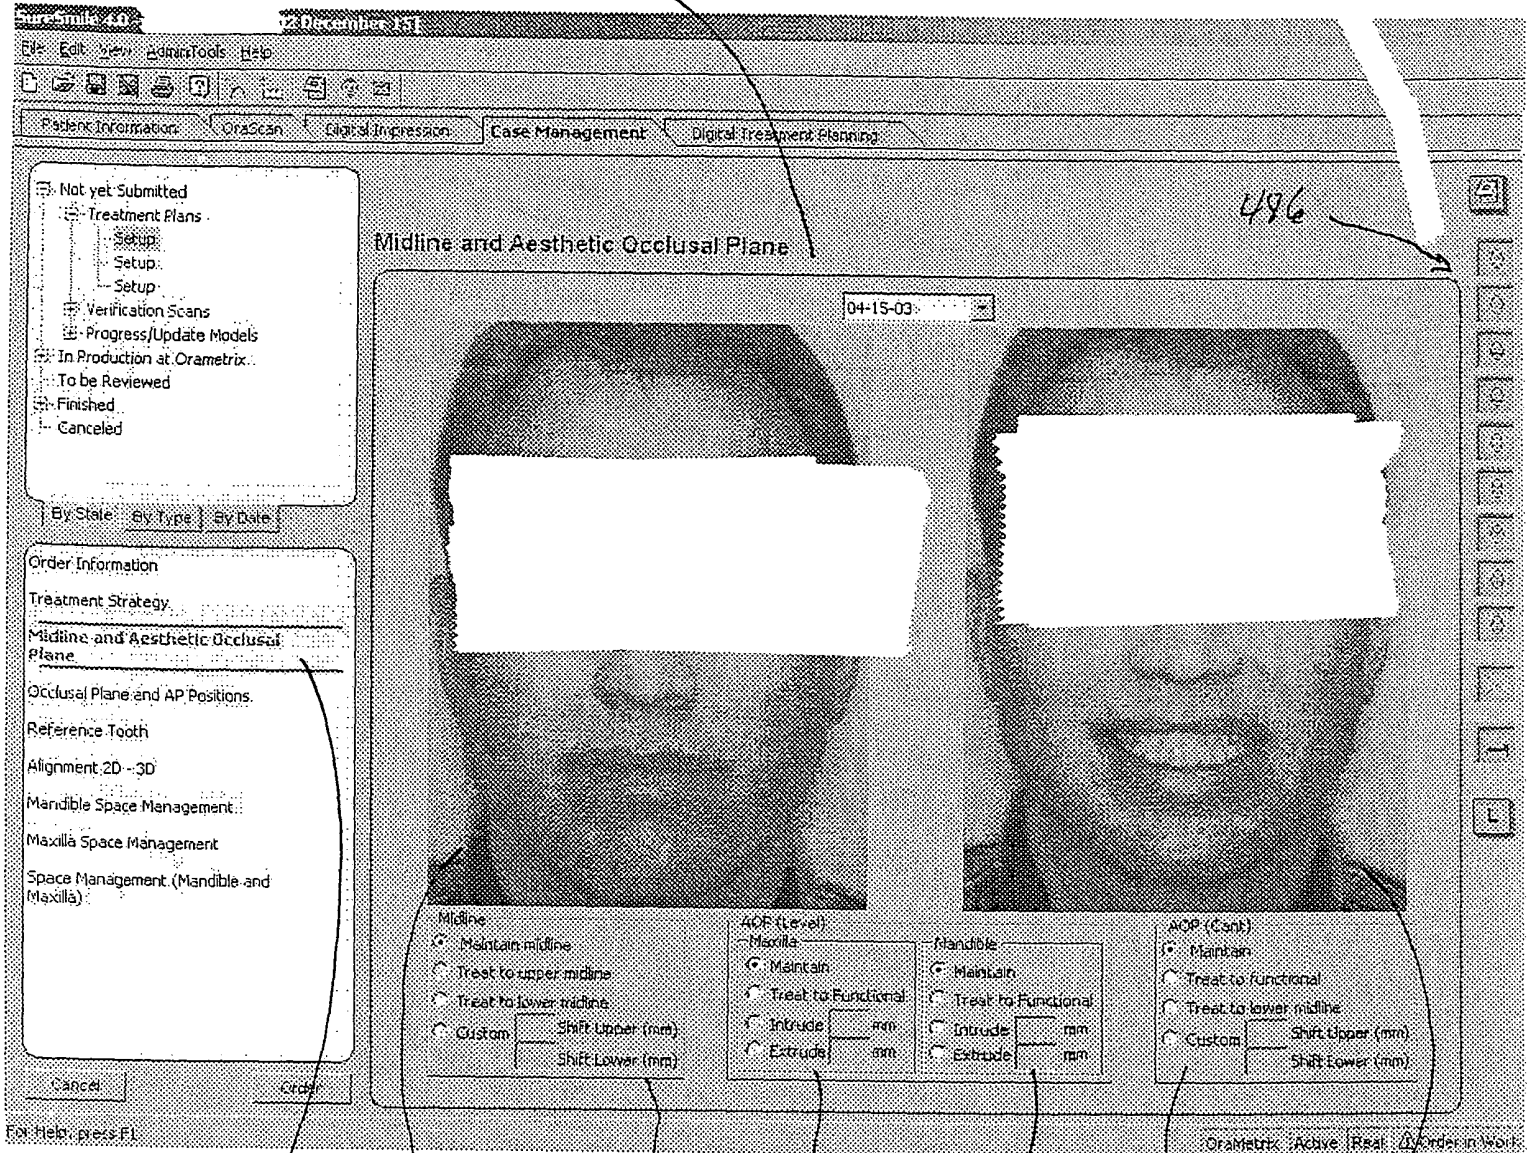 SureSmile 4.0 - 02 December 151
File Edit View AdminTools Help
Patient Information OraScan Digital Impression Case Management Digital Treatment Planning
Not yet Submitted
Treatment Plans
Setup
Setup
Setup
Verification Scans
Progress/Update Models
In Production at Orametrix
To be Reviewed
Finished
Canceled
By State By Type By Date
Order Information
Treatment Strategy
Midline and Aesthetic Occlusal
Plane
Occlusal Plane and AP Positions
Reference Tooth
Alignment 2D - 3D
Mandible Space Management
Maxilla Space Management
Space Management (Mandible and
Maxilla)
Cancel Order
For Help, press F1
Midline and Aesthetic Occlusal Plane
496
04-15-03
Midline
Maintain midline
Treat to upper midline
Treat to lower midline
Custom Shift Upper (mm)
Shift Lower (mm)
AOP (Level)
Maxilla
Maintain
Treat to Functional
Intrude mm
Extrude mm
Mandible
Maintain
Treat to Functional
Intrude mm
Extrude mm
AOP (Cant)
Maintain
Treat to functional
Treat to lower midline
Custom Shift Upper (mm)
Shift Lower (mm)
OraMetrix Active Real Order in Work